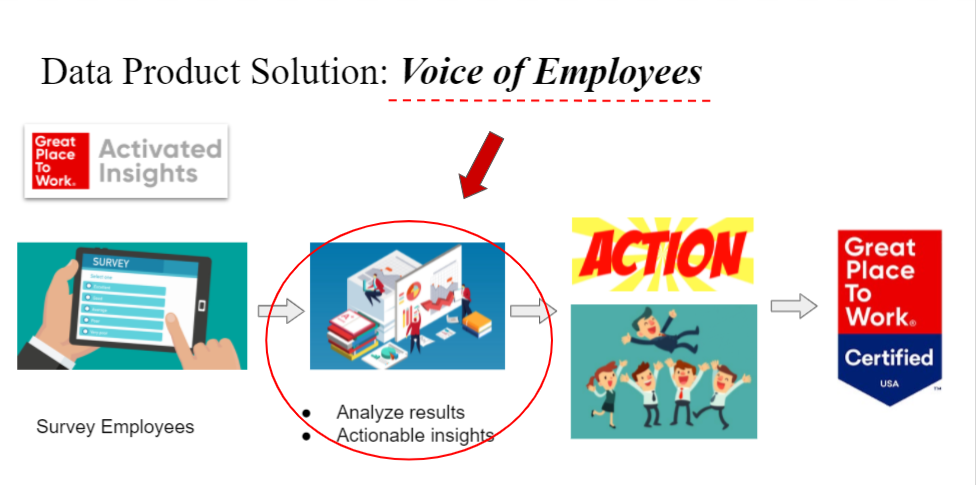 Data Product Solution: Voice of Employees
Great
Place
To
Work.
Activated
Insights
SURVEY
ACTION
Survey Employees
● Analyze results
● Actionable insights
Great
Place
To
Work®
Certified
USA
™